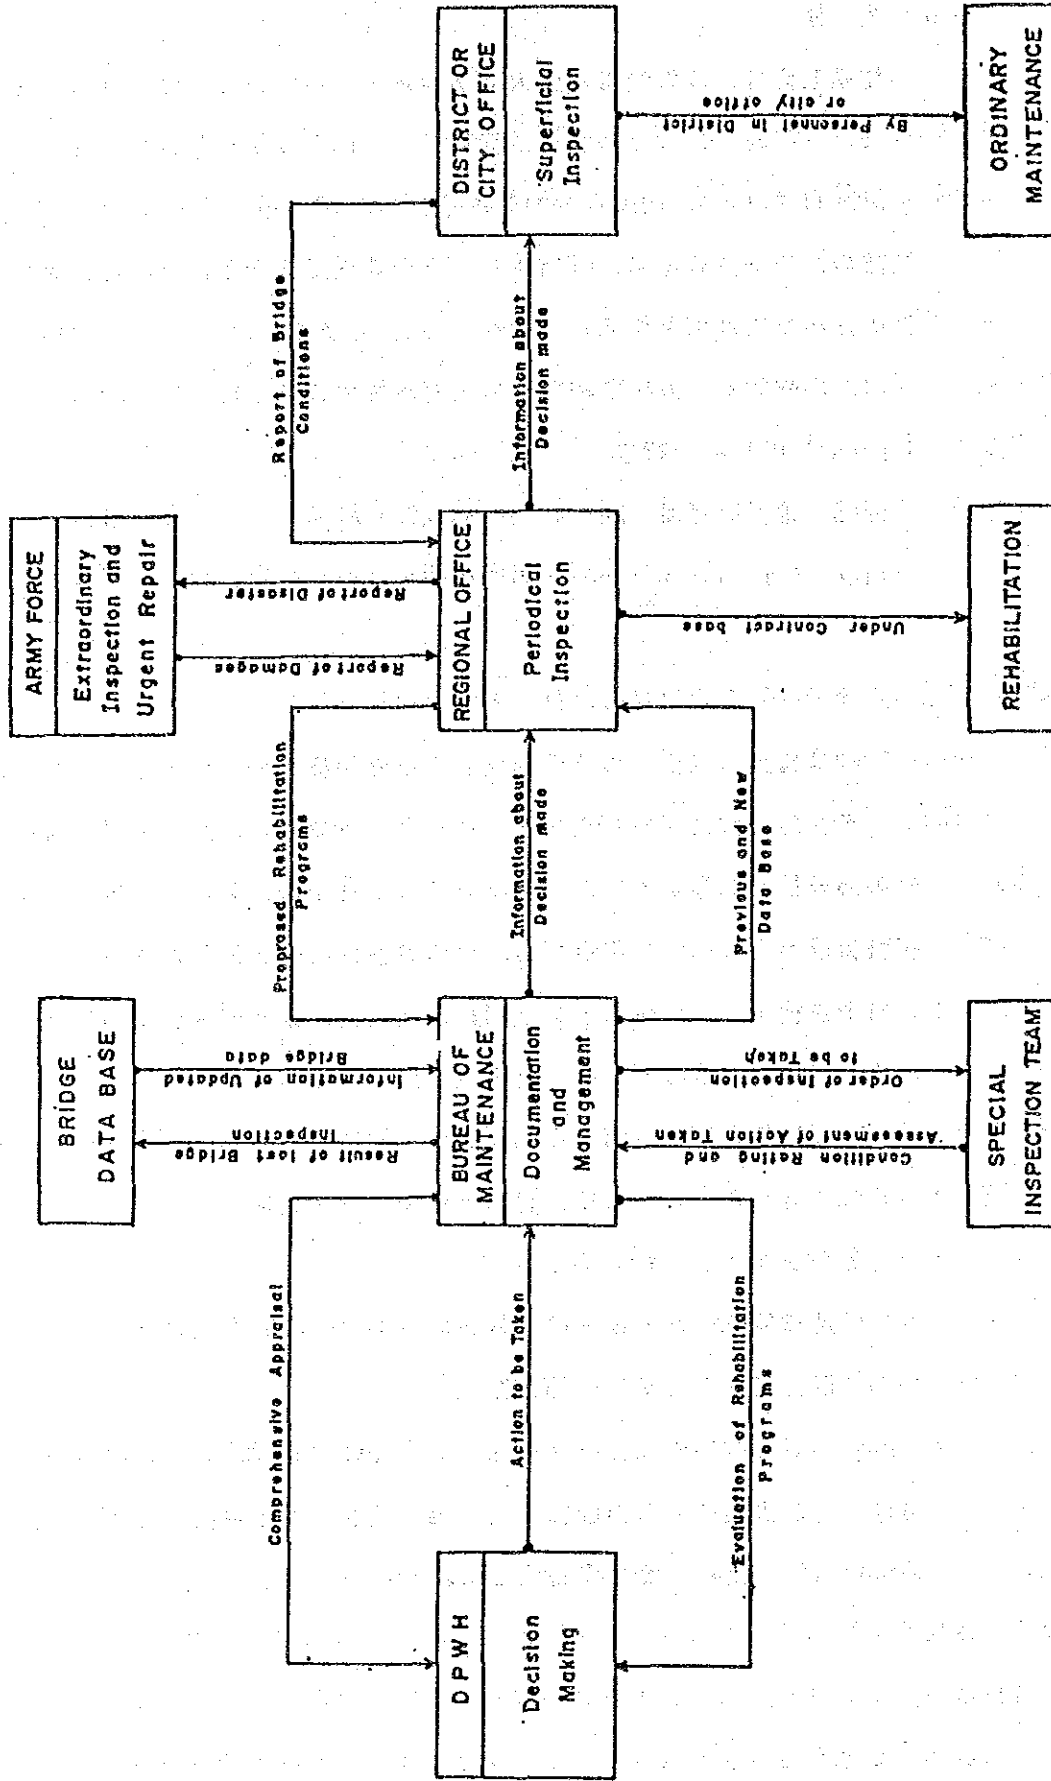 BRIDGE
DATA BASE
ARMY FORCE
Extraordinary
Inspection and
Urgent Repair
Comprehensive Appraisal
Result of last Bridge
Inspection
Information of Updated
Bridge data
Proprosed Rehabilitation
Programs
Report of Damages
Report of Disaster
Report of Bridge
Conditions
D P W H
Decision
Making
Action to be Taken
BUREAU OF
MAINTENANCE
Documentation
and
Management
Information about
Decision made
REGIONAL OFFICE
Periodical
Inspection
Information about
Decision made
DISTRICT OR
CITY OFFICE
Superficial
Inspection
Evaluation of Rehabilitation
Programs
Condition Rating and
Assessment of Action Taken
Order of Inspection
to be Taken
Previous and New
Data Base
Under Contract base
By Personnel in District
or city office
SPECIAL
INSPECTION TEAM
REHABILITATION
ORDINARY
MAINTENANCE